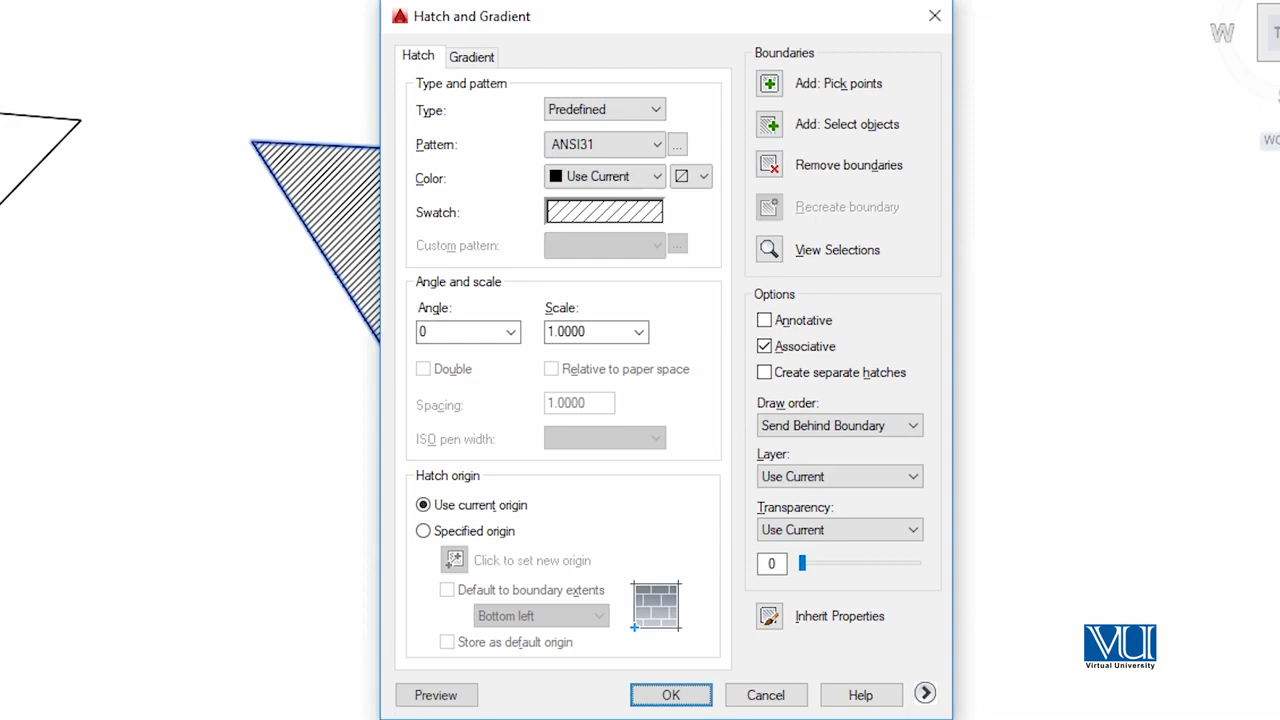 Hatch and Gradient
Hatch
Gradient
Type and pattern
Type:
Predefined
Pattern:
ANSI31
...
Color:
Use Current
Swatch:
Custom pattern:
...
Angle and scale
Angle:
Scale:
0
1.0000
Double
Relative to paper space
Spacing:
1.0000
ISO pen width:
Hatch origin
Use current origin
Specified origin
Click to set new origin
Default to boundary extents
Bottom left
Store as default origin
Boundaries
Add: Pick points
Add: Select objects
Remove boundaries
Recreate boundary
View Selections
Options
Annotative
Associative
Create separate hatches
Draw order:
Send Behind Boundary
Layer:
Use Current
Transparency:
Use Current
0
Inherit Properties
Preview
OK
Cancel
Help
W
VU
Virtual University